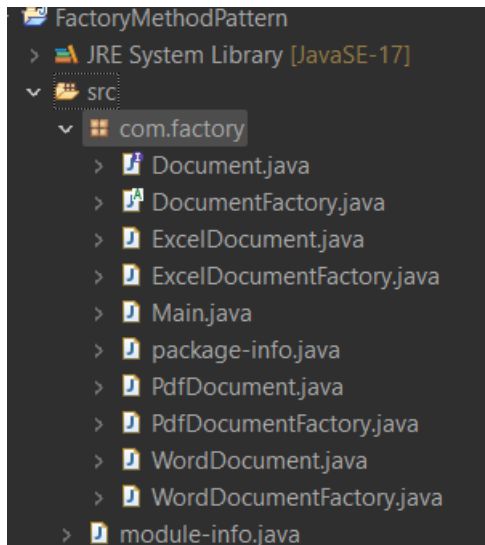 FactoryMethodPattern
JRE System Library [JavaSE-17]
src
com.factory
Document.java
DocumentFactory.java
ExcelDocument.java
ExcelDocumentFactory.java
Main.java
package-info.java
PdfDocument.java
PdfDocumentFactory.java
WordDocument.java
WordDocumentFactory.java
module-info.java